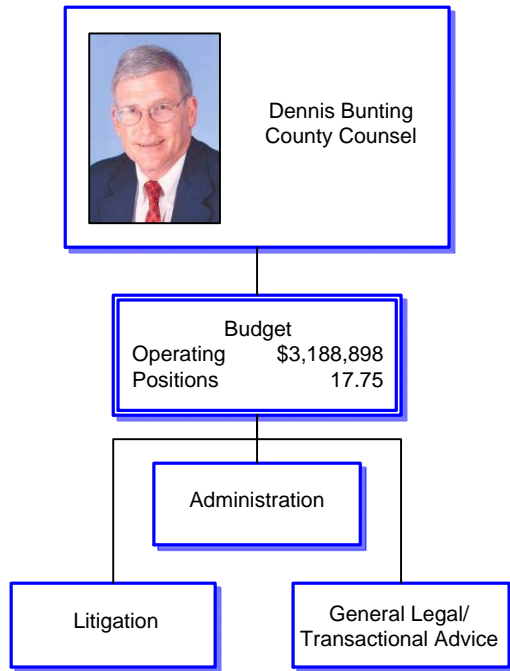 Dennis Bunting
County Counsel
Budget
Operating $3,188,898
Positions 17.75
Administration
Litigation
General Legal/
Transactional Advice